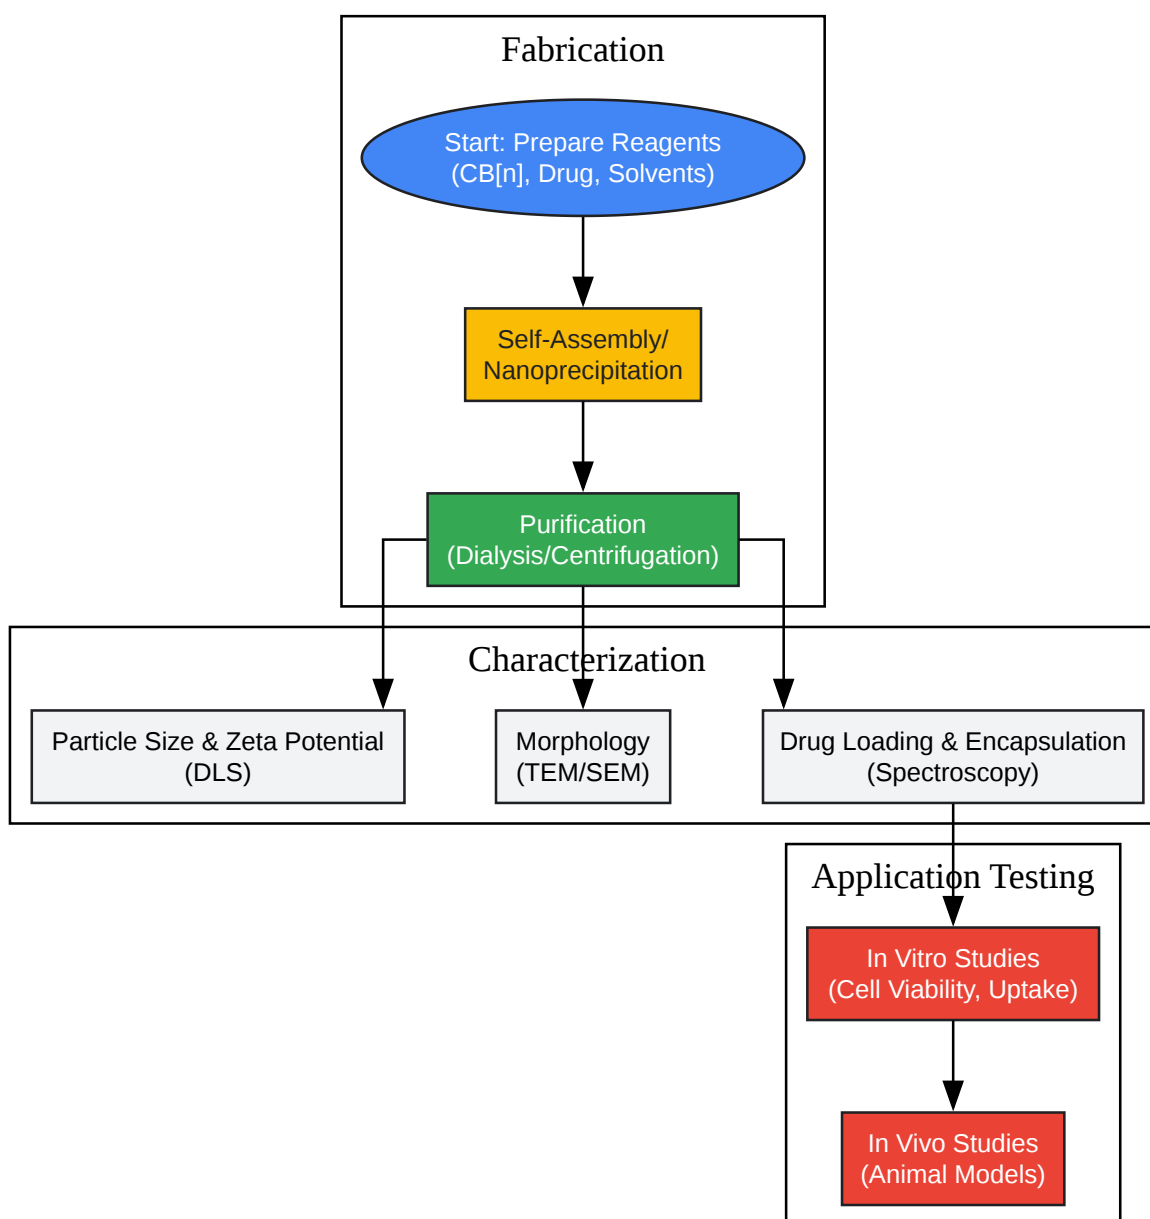 Fabrication
Start: Prepare Reagents
(CB[n], Drug, Solvents)
Self-Assembly/
Nanoprecipitation
Purification
(Dialysis/Centrifugation)
Characterization
Particle Size & Zeta Potential
(DLS)
Morphology
(TEM/SEM)
Drug Loading & Encapsulation
(Spectroscopy)
Application Testing
In Vitro Studies
(Cell Viability, Uptake)
In Vivo Studies
(Animal Models)